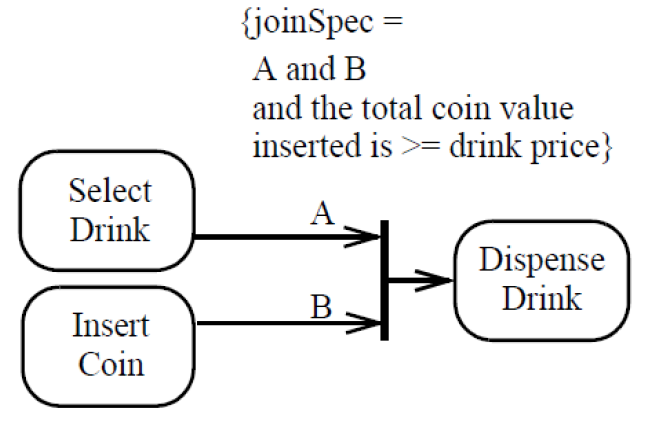 {joinSpec =
A and B
and the total coin value
inserted is >= drink price}
Select
Drink
A
Dispense
Drink
Insert
Coin
B